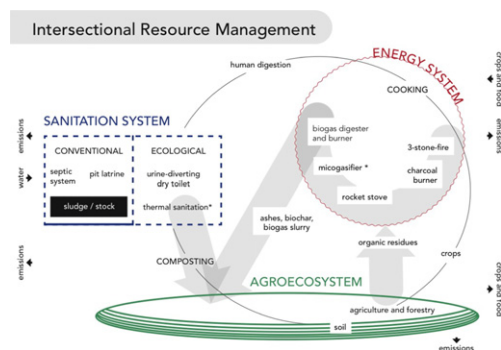 Intersectional Resource Management
ENERGY SYSTEM
human digestion
COOKING
crops and food
SANITATION SYSTEM
emissions
CONVENTIONAL
ECOLOGICAL
biogas digester
and burner
3-stone-fire
emissions
water
septic
system
pit latrine
urine-diverting
dry toilet
micogasifier *
charcoal
burner
sludge / stock
thermal sanitation*
rocket stove
ashes, biochar,
biogas slurry
organic residues
emissions
COMPOSTING
crops
AGROECOSYSTEM
crops and food
agriculture and forestry
soil
emissions